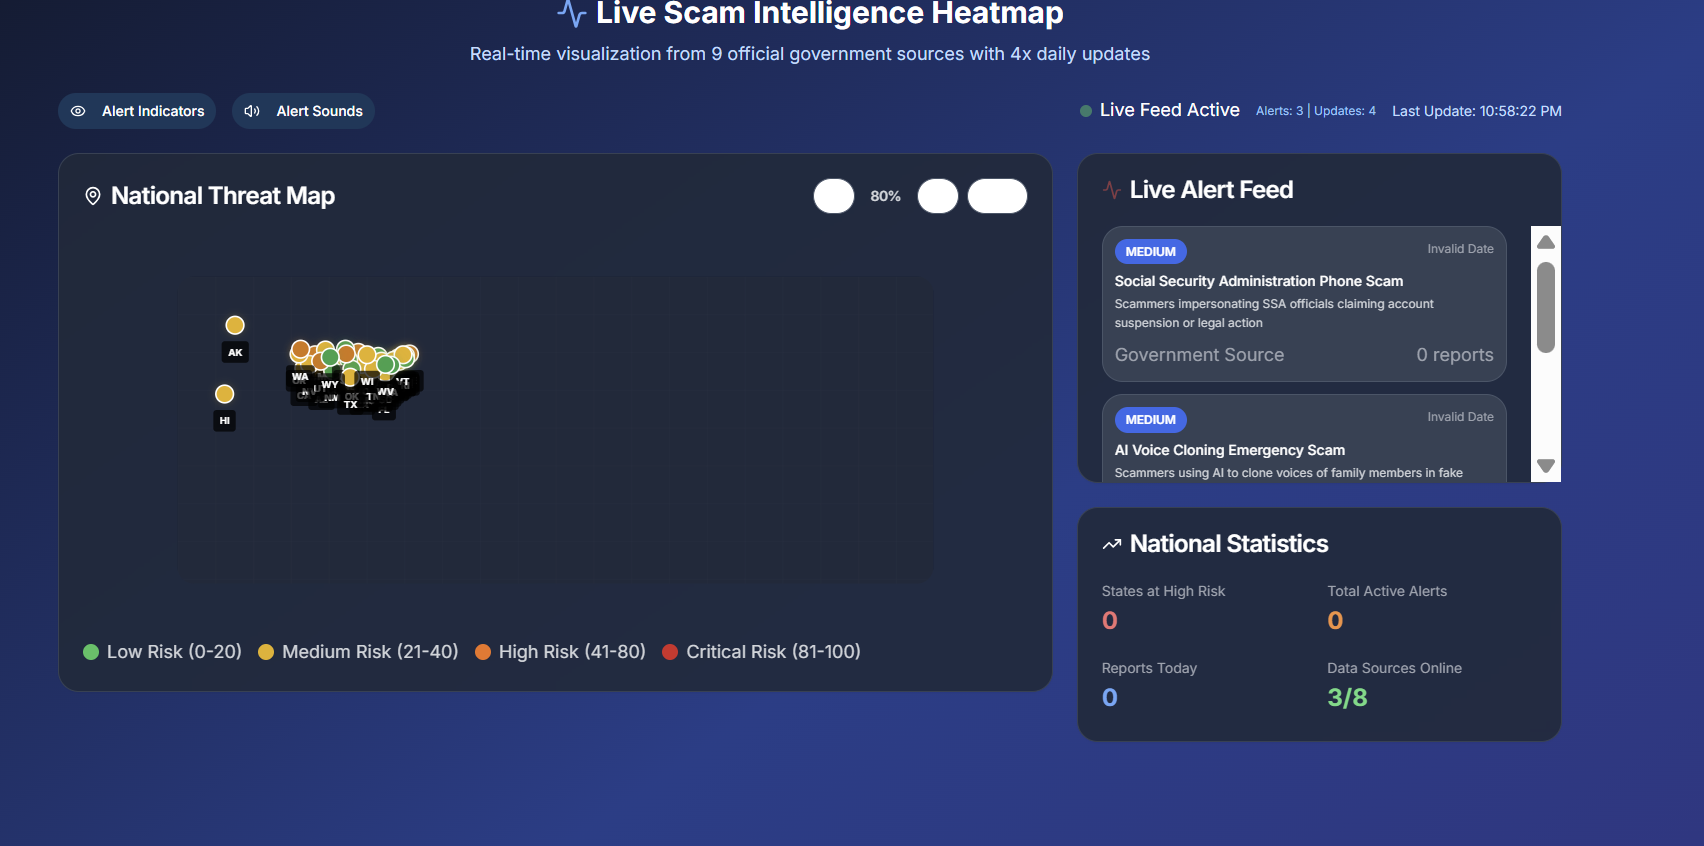 Live Scam Intelligence Heatmap
Real-time visualization from 9 official government sources with 4x daily updates
Alert Indicators
Alert Sounds
Live Feed Active
Alerts: 3 | Updates: 4
Last Update: 10:58:22 PM
National Threat Map
80%
AK
HI
WA
WY
WI
VT
WV
OK
TX
Low Risk (0-20)
Medium Risk (21-40)
High Risk (41-80)
Critical Risk (81-100)
Live Alert Feed
MEDIUM
Invalid Date
Social Security Administration Phone Scam
Scammers impersonating SSA officials claiming account
suspension or legal action
Government Source
0 reports
MEDIUM
Invalid Date
AI Voice Cloning Emergency Scam
Scammers using AI to clone voices of family members in fake
National Statistics
States at High Risk
0
Total Active Alerts
0
Reports Today
0
Data Sources Online
3/8